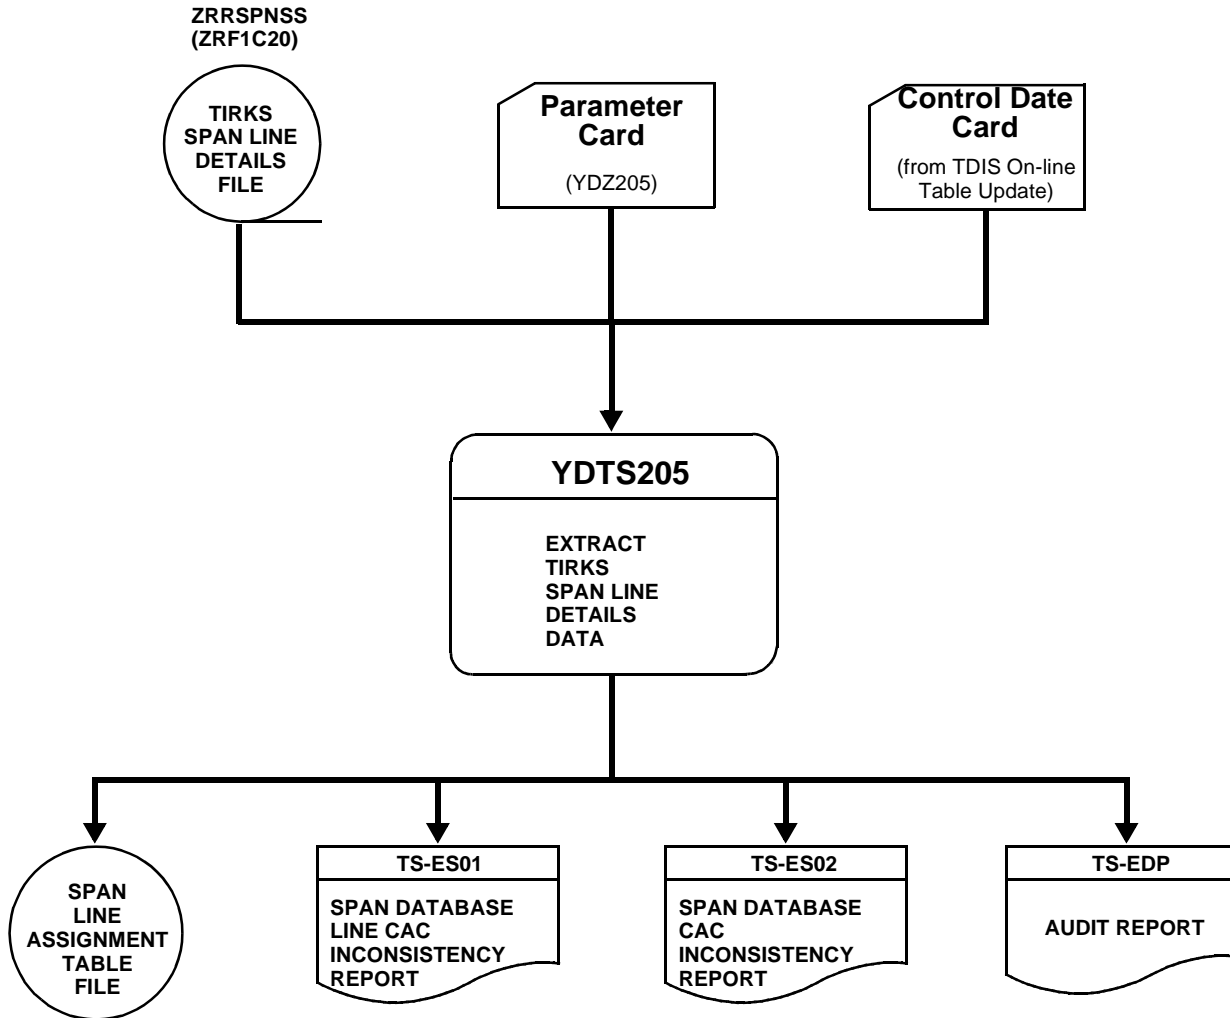 ZRRSPNSS
(ZRF1C20)
TIRKS
SPAN LINE
DETAILS
FILE
Parameter
Card
(YDZ205)
Control Date
Card
(from TDIS On-line
Table Update)
YDTS205
EXTRACT
TIRKS
SPAN LINE
DETAILS
DATA
SPAN
LINE
ASSIGNMENT
TABLE
FILE
TS-ES01
SPAN DATABASE
LINE CAC
INCONSISTENCY
REPORT
TS-ES02
SPAN DATABASE
CAC
INCONSISTENCY
REPORT
TS-EDP
AUDIT REPORT